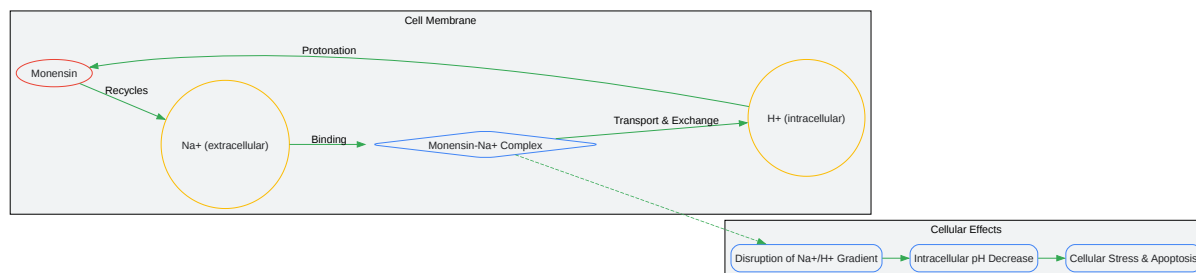 Cell Membrane
Protonation
Monensin
Recycles
Na+ (extracellular)
Binding
Monensin-Na+ Complex
Transport & Exchange
H+ (intracellular)
Cellular Effects
Disruption of Na+/H+ Gradient
Intracellular pH Decrease
Cellular Stress & Apoptosis